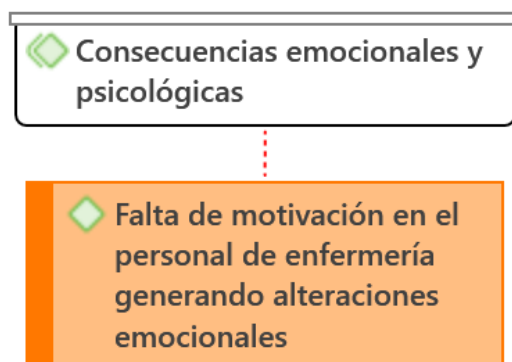 Consecuencias emocionales y
psicológicas
Falta de motivación en el
personal de enfermería
generando alteraciones
emocionales